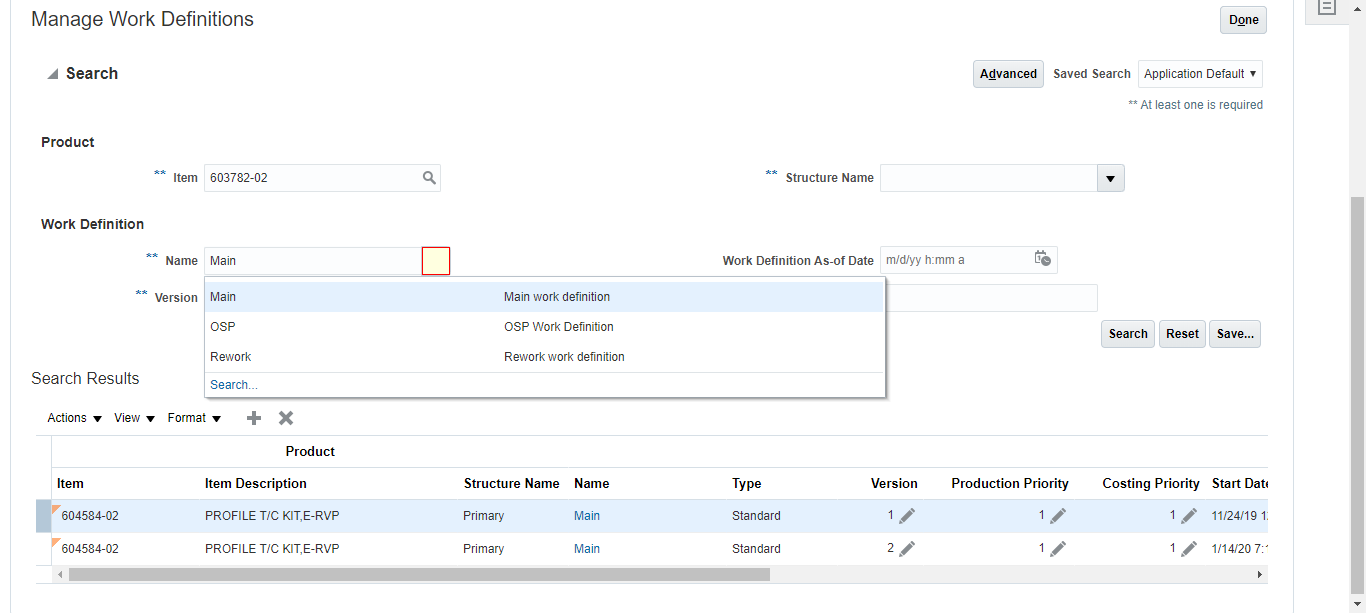 Manage Work Definitions
Done
Search
Advanced Saved Search Application Default
** At least one is required
Product
** Item 603782-02 ** Structure Name
Work Definition
** Name Main Work Definition As-of Date m/d/yy h:mm a
** Version
Main Main work definition
OSP OSP Work Definition
Rework Rework work definition
Search...
Search Reset Save...
Search Results
Actions View Format
Product
Item Item Description Structure Name Name Type Version Production Priority Costing Priority Start Date
604584-02 PROFILE T/C KIT,E-RVP Primary Main Standard 1 1 1 11/24/19
604584-02 PROFILE T/C KIT,E-RVP Primary Main Standard 2 1 1 1/14/20